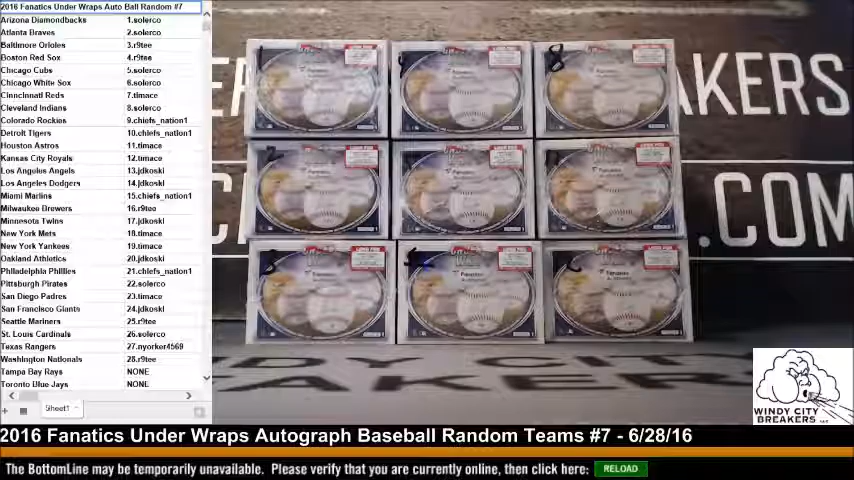 2016 Fanatics Under Wraps Auto Ball Random #7
Arizona Diamondbacks 1.solerco
Atlanta Braves 2.solerco
Baltimore Orioles 3.r9tee
Boston Red Sox 4.r9tee
Chicago Cubs 5.solerco
Chicago White Sox 6.solerco
Cinncinnati Reds 7.timace
Cleveland Indians 8.solerco
Colorado Rockies 9.chiefs_nation1
Detroit Tigers 10.chiefs_nation1
Houston Astros 11.timace
Kansas City Royals 12.timace
Los Angelus Angels 13.jdkoski
Los Angeles Dodgers 14.jdkoski
Miami Marlins 15.chiefs_nation1
Milwaukee Brewers 16.r9tee
Minnesota Twins 17.jdkoski
New York Mets 18.timace
New York Yankees 19.timace
Oakland Athletics 20.jdkoski
Philadelphia Phillies 21.chiefs_nation1
Pittsburgh Pirates 22.solerco
San Diego Padres 23.timace
San Francisco Giants 24.jdkoski
Seattle Mariners 25.r9tee
St. Louis Cardinals 26.solerco
Texas Rangers 27.nyorker4569
Washington Nationals 28.r9tee
Tampa Bay Rays NONE
Toronto Blue Jays NONE
Sheet1
AKERS
.COM
WINDY CITY
BREAKERS
2016 Fanatics Under Wraps Autograph Baseball Random Teams #7 - 6/28/16
The BottomLine may be temporarily unavailable. Please verify that you are currently online, then click here: RELOAD